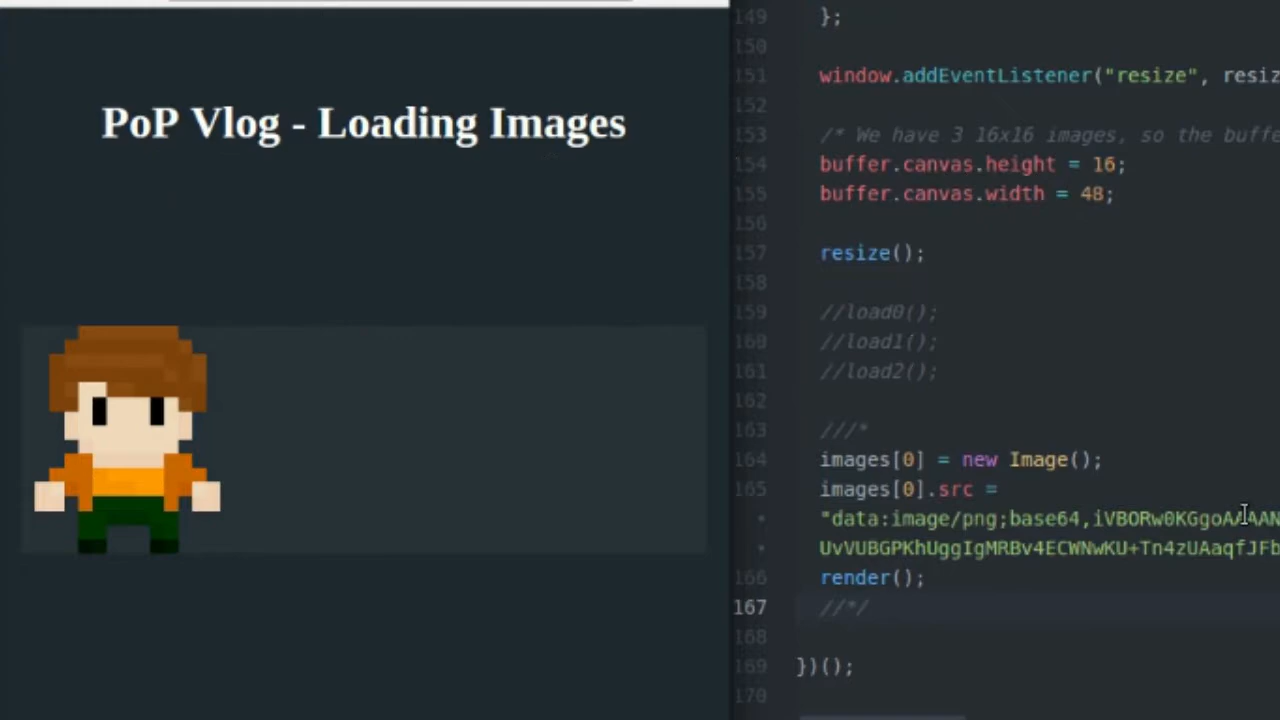 PoP Vlog - Loading Images
149 };
150
151 window.addEventListener("resize", resiz
152
153 /* We have 3 16x16 images, so the buffe
154 buffer.canvas.height = 16;
155 buffer.canvas.width = 48;
156
157 resize();
158
159 //load0();
160 //load1();
161 //load2();
162
163 ///*
164 images[0] = new Image();
165 images[0].src =
• "data:image/png;base64,iVBORw0KGgoAAAAN
• UvVUBGPKhUggIgMRBv4ECWNwKU+Tn4zUAaqfJFb
166 render();
167 //*/
168
169 })();
170